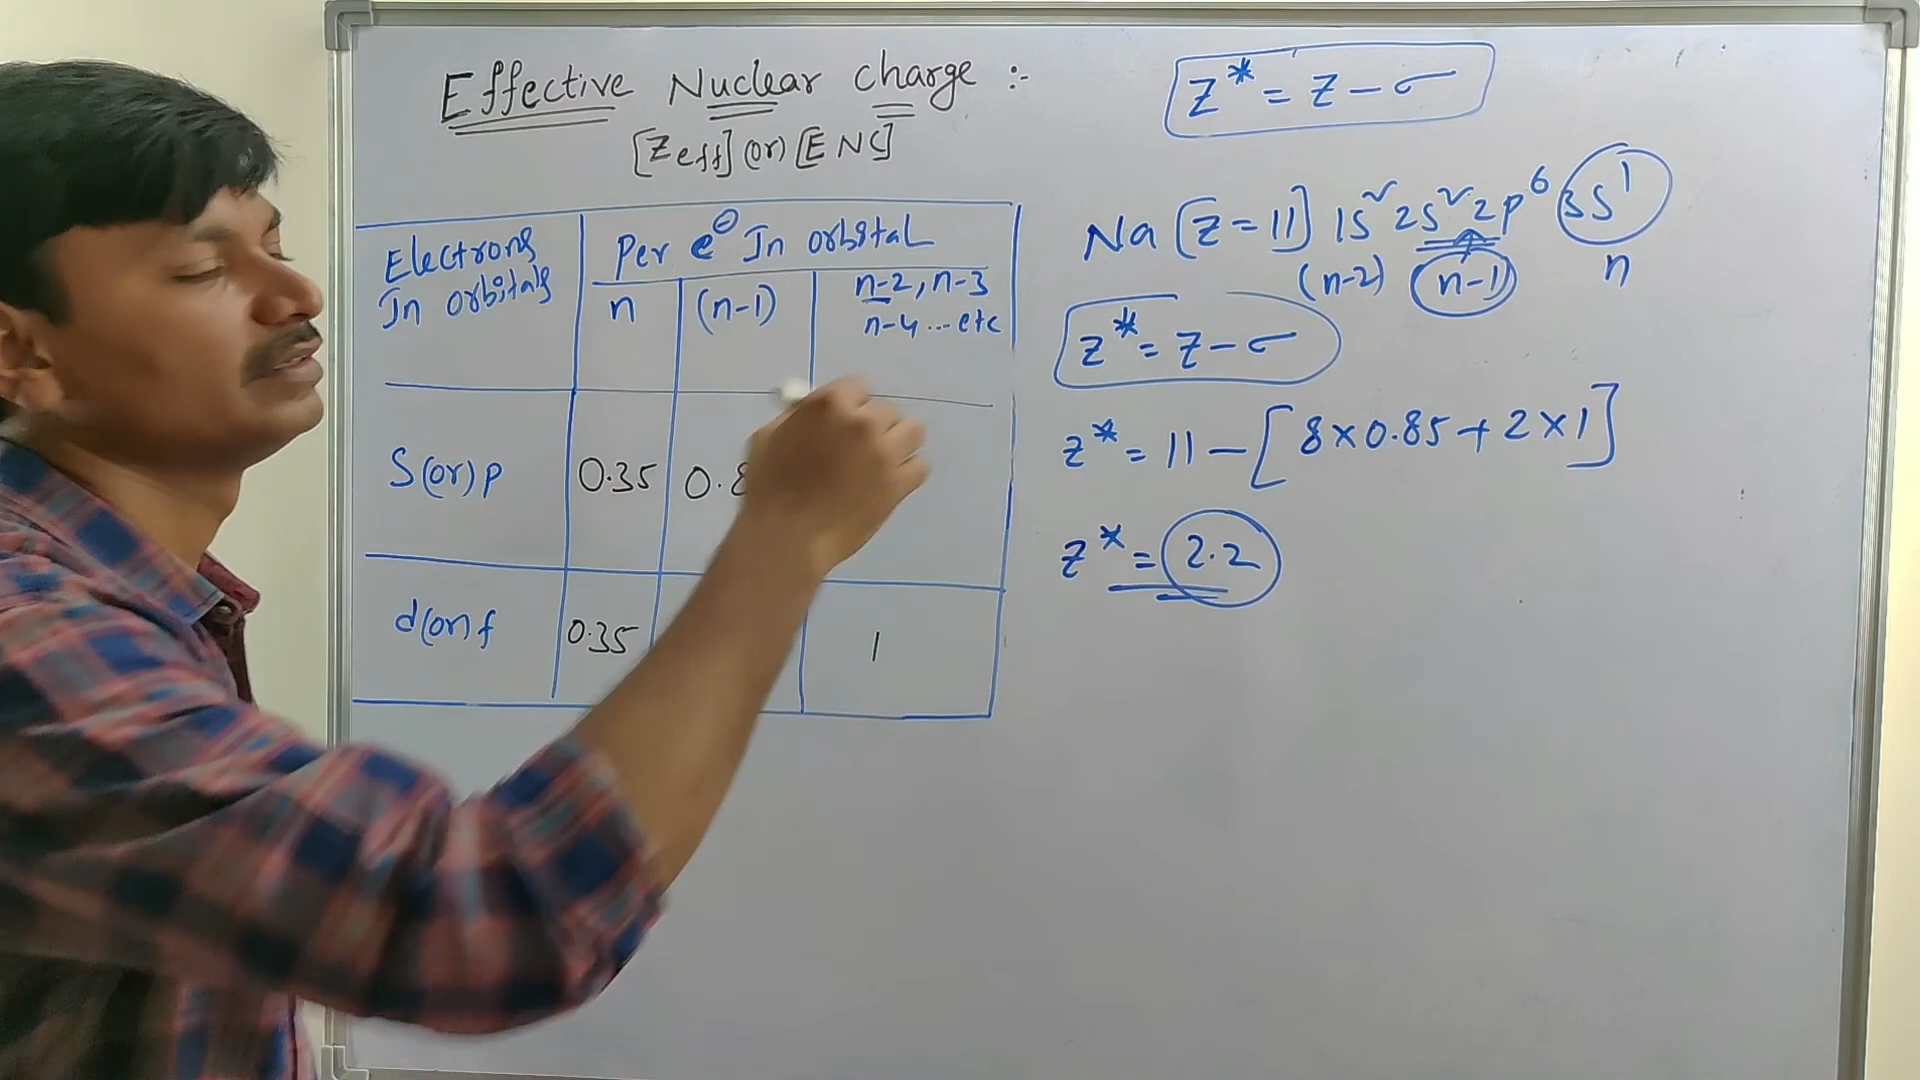 Effective Nuclear Charge :-
[Zeff] (or) [ENC]
Z* = Z - σ
Electrons In orbitals
Per e⊖ In orbital
n
(n-1)
n-2, n-3
n-4 ... etc
S(or)p
0.35
0.8
d(or)f
0.35
1
Na [Z = 11] 1s² 2s² 2p⁶ 3s¹
(n-2) (n-1) n
Z* = Z - σ
Z* = 11 - [8 × 0.85 + 2 × 1]
Z* = 2.2